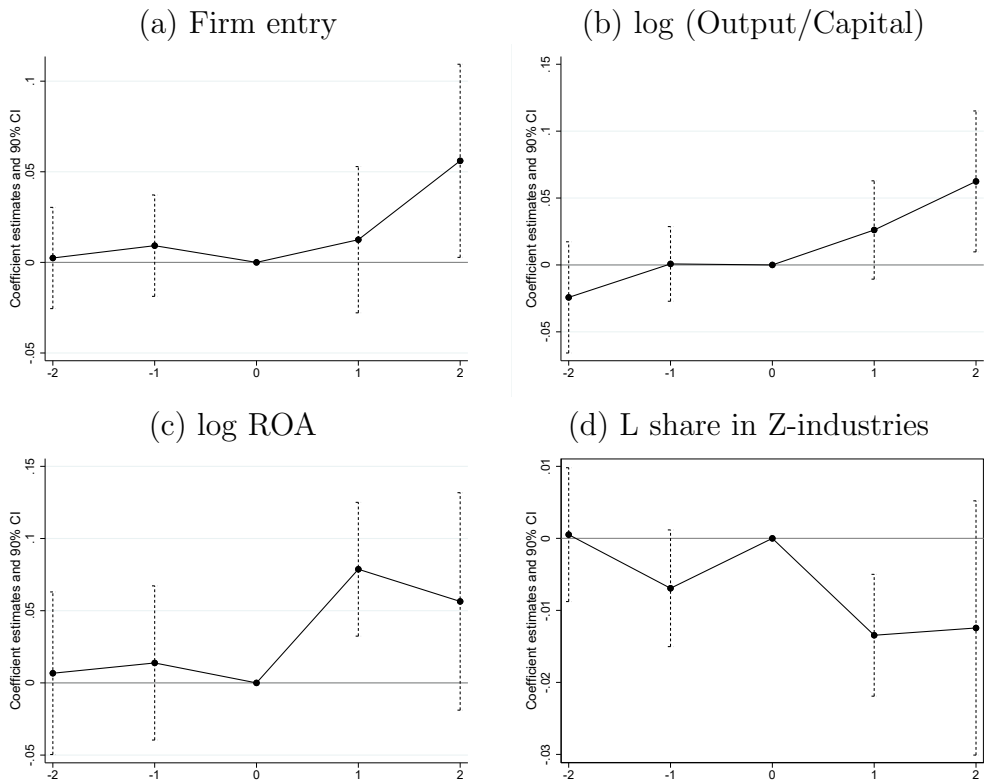 (a) Firm entry
Coefficient estimates and 90% CI
.1
.05
0
-.05
-2 -1 0 1 2
(b) log (Output/Capital)
Coefficient estimates and 90% CI
.15
.1
.05
0
-.05
-2 -1 0 1 2
(c) log ROA
Coefficient estimates and 90% CI
.15
.1
.05
0
-.05
-2 -1 0 1 2
(d) L share in Z-industries
Coefficient estimates and 90% CI
.01
0
-.01
-.02
-.03
-2 -1 0 1 2